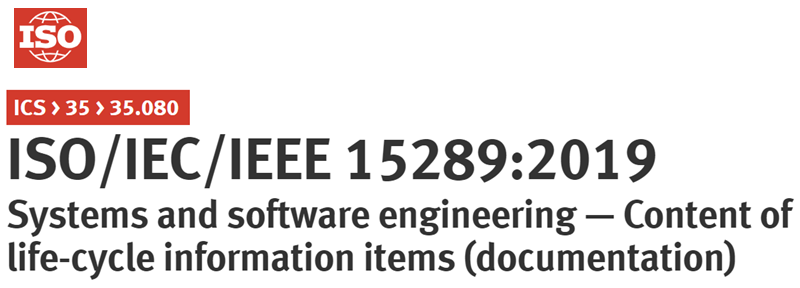 ISO
ICS > 35 > 35.080
ISO/IEC/IEEE 15289:2019
Systems and software engineering — Content of
life-cycle information items (documentation)